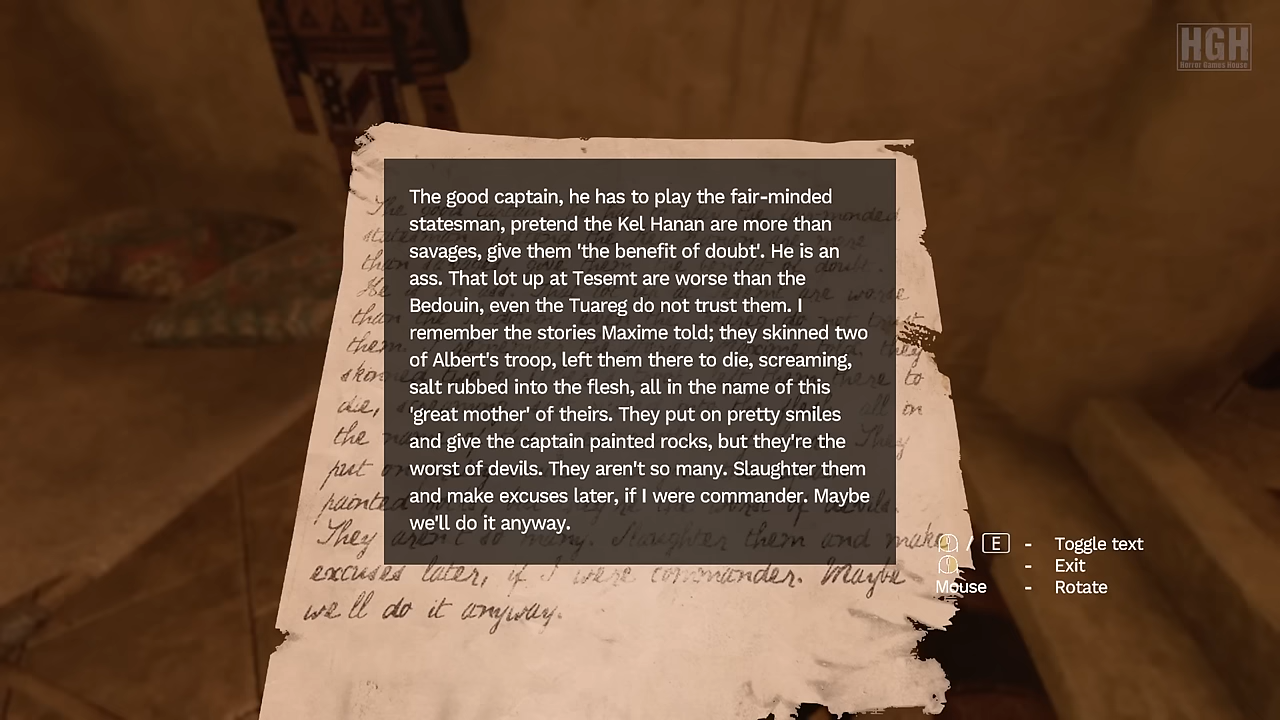 HGH
Horror Games House
The good captain, he has to play the fair-minded
statesman, pretend the Kel Hanan are more than
savages, give them 'the benefit of doubt'. He is an
ass. That lot up at Tesemt are worse than the
Bedouin, even the Tuareg do not trust them. I
remember the stories Maxime told; they skinned two
of Albert's troop, left them there to die, screaming,
salt rubbed into the flesh, all in the name of this
'great mother' of theirs. They put on pretty smiles
and give the captain painted rocks, but they're the
worst of devils. They aren't so many. Slaughter them
and make excuses later, if I were commander. Maybe
we'll do it anyway.
They aren't so many. Slaughter them and make
excuses later, if I were commander. Maybe
we'll do it anyway.
/ E - Toggle text
- Exit
Mouse - Rotate